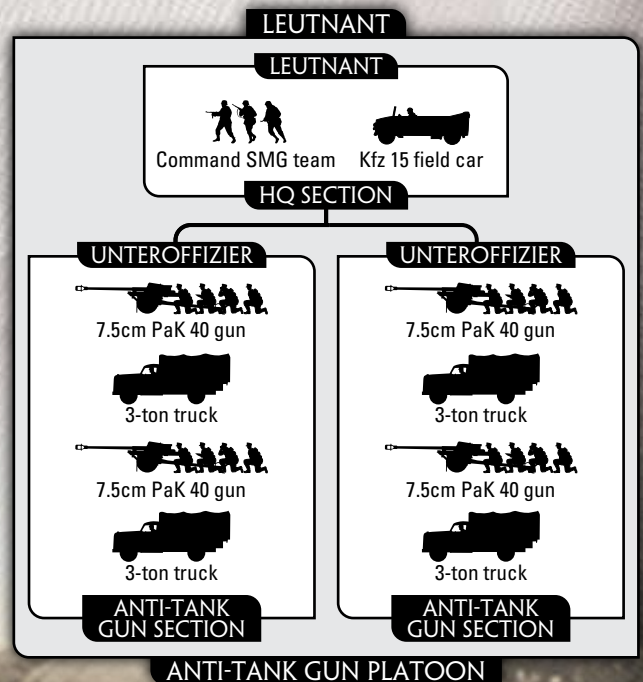 LEUTNANT
LEUTNANT
Command SMG team
Kfz 15 field car
HQ SECTION
UNTEROFFIZIER
7.5cm PaK 40 gun
3-ton truck
7.5cm PaK 40 gun
3-ton truck
ANTI-TANK
GUN SECTION
UNTEROFFIZIER
7.5cm PaK 40 gun
3-ton truck
7.5cm PaK 40 gun
3-ton truck
ANTI-TANK
GUN SECTION
ANTI-TANK GUN PLATOON